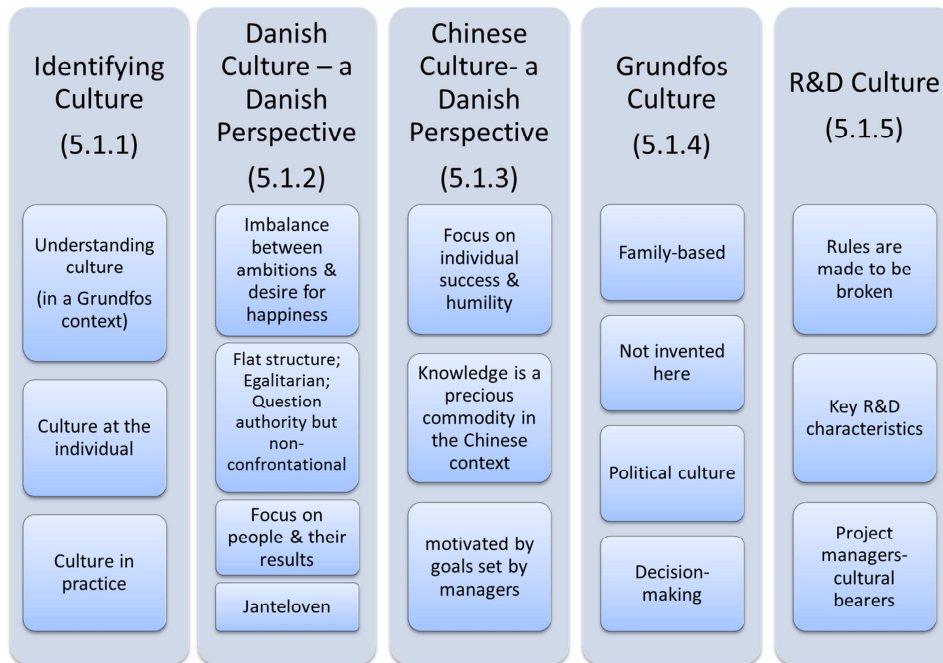 Identifying
Culture
(5.1.1)
Understanding
culture
(in a Grundfos
context)
Culture at the
individual
Culture in
practice
Danish
Culture – a
Danish
Perspective
(5.1.2)
Imbalance
between
ambitions &
desire for
happiness
Flat structure;
Egalitarian;
Question
authority but
non-
confrontational
Focus on
people & their
results
Janteloven
Chinese
Culture- a
Danish
Perspective
(5.1.3)
Focus on
individual
success &
humility
Knowledge is a
precious
commodity in
the Chinese
context
motivated by
goals set by
managers
Grundfos
Culture
(5.1.4)
Family-based
Not invented
here
Political culture
Decision-
making
R&D Culture
(5.1.5)
Rules are
made to be
broken
Key R&D
characteristics
Project
managers-
cultural
bearers